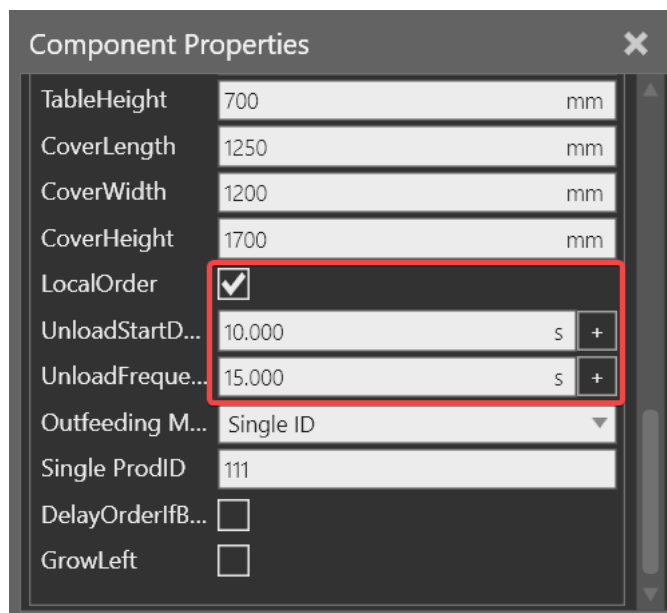 Component Properties
TableHeight 700 mm
CoverLength 1250 mm
CoverWidth 1200 mm
CoverHeight 1700 mm
LocalOrder
UnloadStartD... 10.000 s +
UnloadFreque... 15.000 s +
Outfeeding M... Single ID
Single ProdID 111
DelayOrderIfB...
GrowLeft